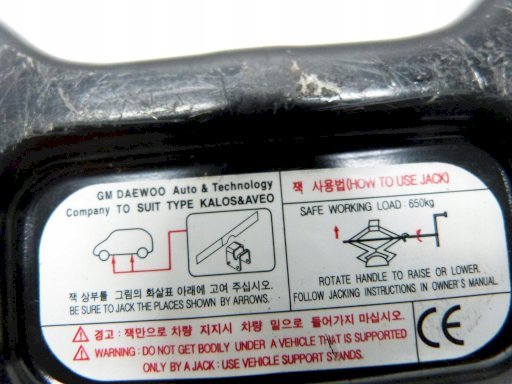 GM DAEWOO Auto & Technology
Company TO SUIT TYPE KALOS&AVEO
잭 상부를 그림의 화살표 아래에 고여 주십시오.
BE SURE TO JACK THE PLACES SHOWN BY ARROWS.
잭 사용법(HOW TO USE JACK)
SAFE WORKING LOAD : 650kg
ROTATE HANDLE TO RAISE OR LOWER.
FOLLOW JACKING INSTRUCTIONS IN OWNER'S MANUAL
경고 : 잭만으로 차량 지지시 차량 밑으로 들어가지 마십시오.
WARNING : DO NOT GET BODILY UNDER A VEHICLE THAT IS SUPPORTED
ONLY BY A JACK : USE VEHICLE SUPPORT STANDS.
CE